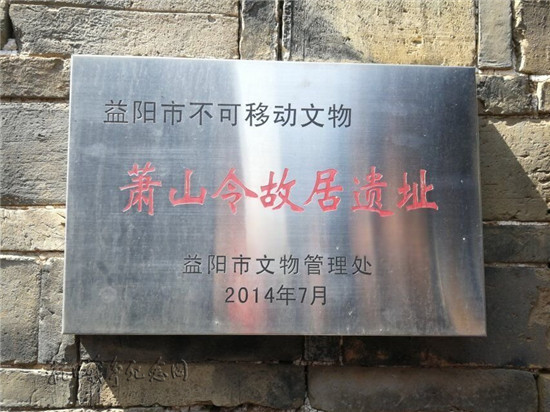 益阳市不可移动文物
萧山令故居遗址
益阳市文物管理处
2014年7月